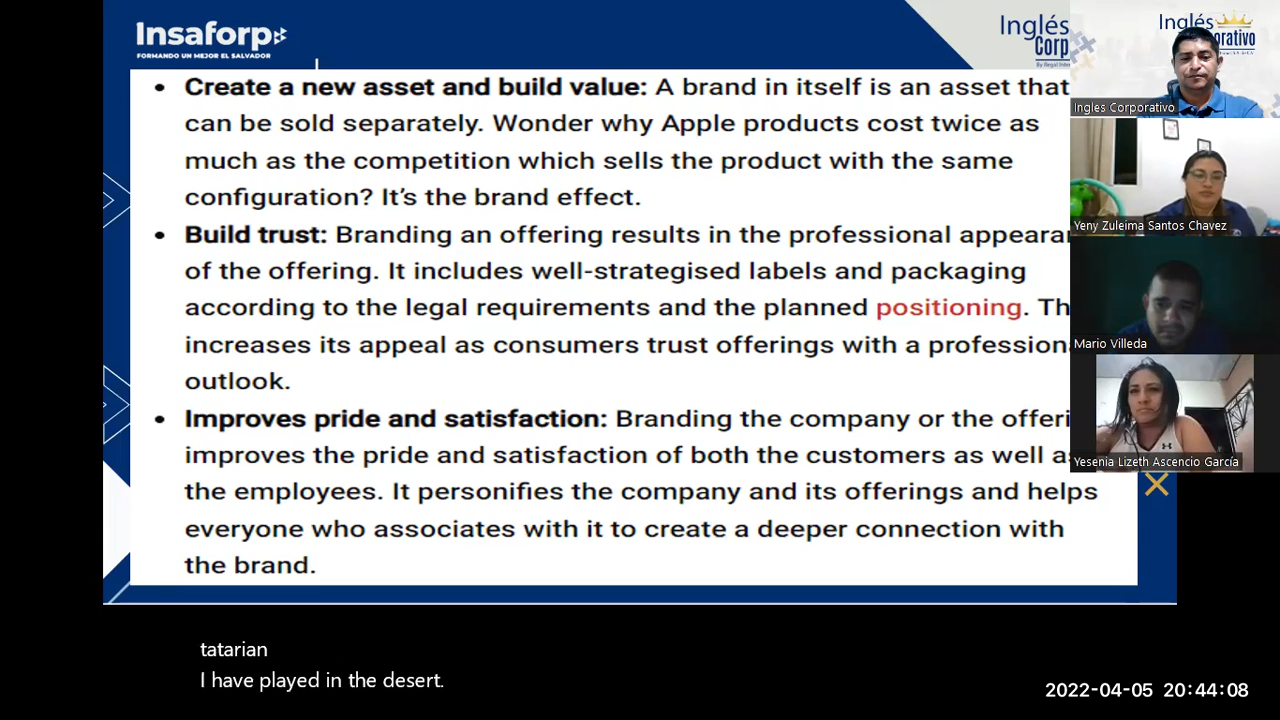 Insaforp
FORMANDO UN MEJOR EL SALVADOR
Inglés
Corp
Inglés
orativo
Ingles Corporativo
• Create a new asset and build value: A brand in itself is an asset that
can be sold separately. Wonder why Apple products cost twice as
much as the competition which sells the product with the same
configuration? It's the brand effect.
• Build trust: Branding an offering results in the professional appeara
of the offering. It includes well-strategised labels and packaging
according to the legal requirements and the planned positioning. Th
increases its appeal as consumers trust offerings with a profession
outlook.
• Improves pride and satisfaction: Branding the company or the offeri
improves the pride and satisfaction of both the customers as well as
the employees. It personifies the company and its offerings and helps
everyone who associates with it to create a deeper connection with
the brand.
Yeny Zuleima Santos Chavez
Mario Villeda
Yesenia Lizeth Ascencio García
tatarian
I have played in the desert.
2022-04-05 20:44:08